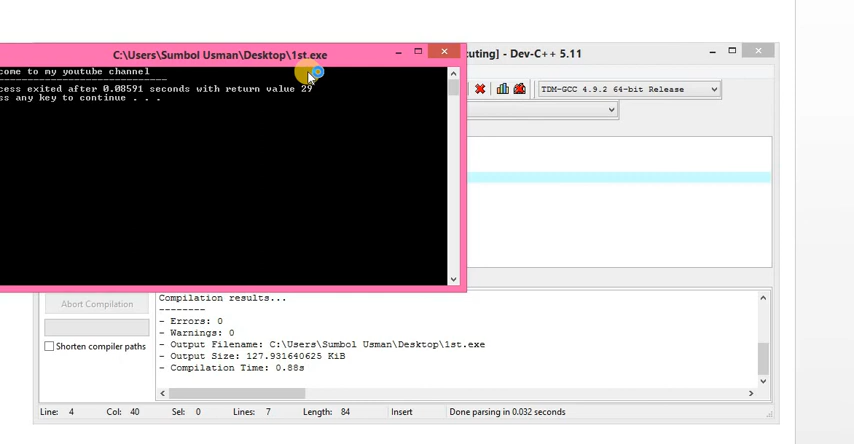 C:\Users\Sumbol Usman\Desktop\1st.exe
cuting] - Dev-C++ 5.11
come to my youtube channel
--------------------------------
cess exited after 0.08591 seconds with return value 29
ss any key to continue . . .
TDM-GCC 4.9.2 64-bit Release
Abort Compilation
Shorten compiler paths
Compilation results...
--------
- Errors: 0
- Warnings: 0
- Output Filename: C:\Users\Sumbol Usman\Desktop\1st.exe
- Output Size: 127.931640625 KiB
- Compilation Time: 0.88s
Line: 4 Col: 40 Sel: 0 Lines: 7 Length: 84 Insert Done parsing in 0.032 seconds